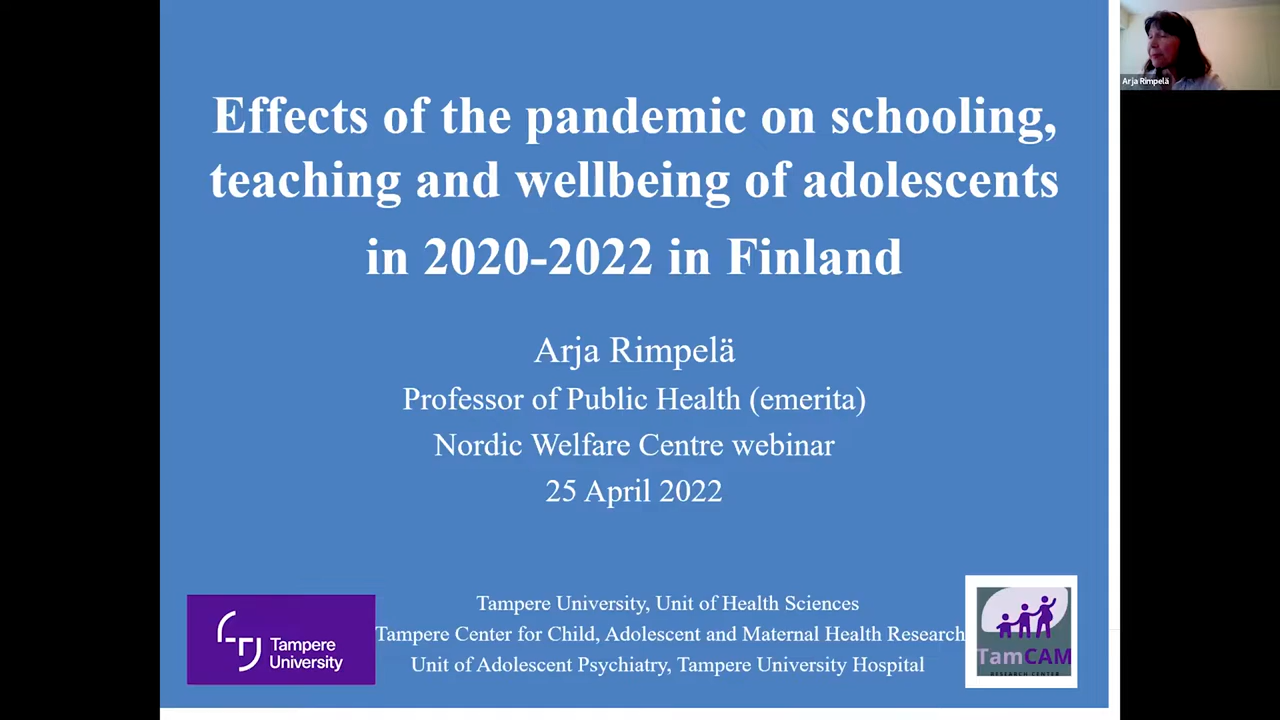 Effects of the pandemic on schooling,
teaching and wellbeing of adolescents
in 2020-2022 in Finland
Arja Rimpelä
Professor of Public Health (emerita)
Nordic Welfare Centre webinar
25 April 2022
Tampere University, Unit of Health Sciences
Tampere Center for Child, Adolescent and Maternal Health Research
Unit of Adolescent Psychiatry, Tampere University Hospital
Tampere
University
TamCAM
RESEARCH CENTER
Arja Rimpelä